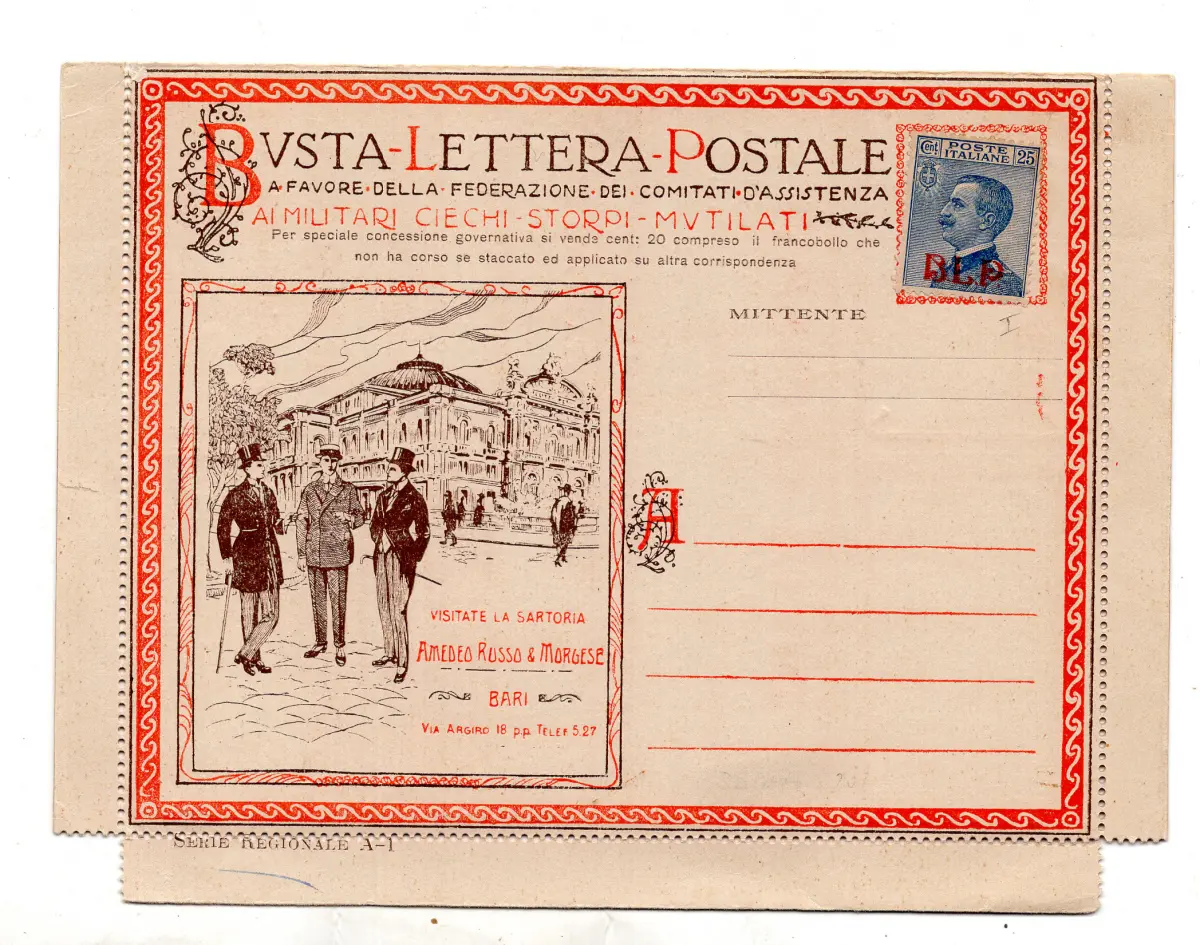 BVSTA-LETTERA-POSTALE
A·FAVORE·DELLA·FEDERAZIONE·DEI·COMITATI·D'ASSISTENZA
AI MILITARI CIECHI-STORPI-MVTILATI
Per speciale concessione governativa si vende cent: 20 compreso il francobollo che
non ha corso se staccato ed applicato su altra corrispondenza
Cent POSTE ITALIANE 25
BLP
MITTENTE
I
A
VISITATE LA SARTORIA
AMEDEO RUSSO & MORGESE
BARI
VIA ARGIRO 18 p.p. TELEF 5.27
SERIE REGIONALE A-1